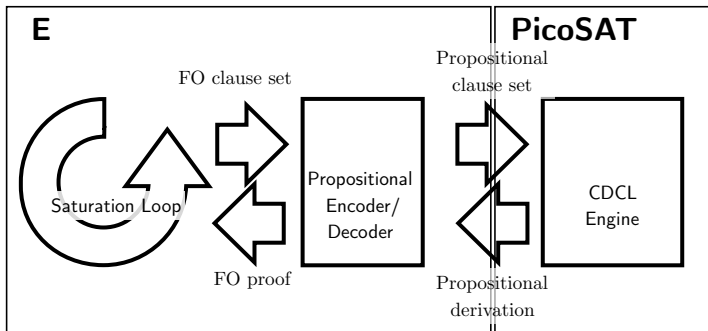 E
PicoSAT
FO clause set
Propositional
clause set
Saturation Loop
Propositional
Encoder/
Decoder
CDCL
Engine
FO proof
Propositional
derivation